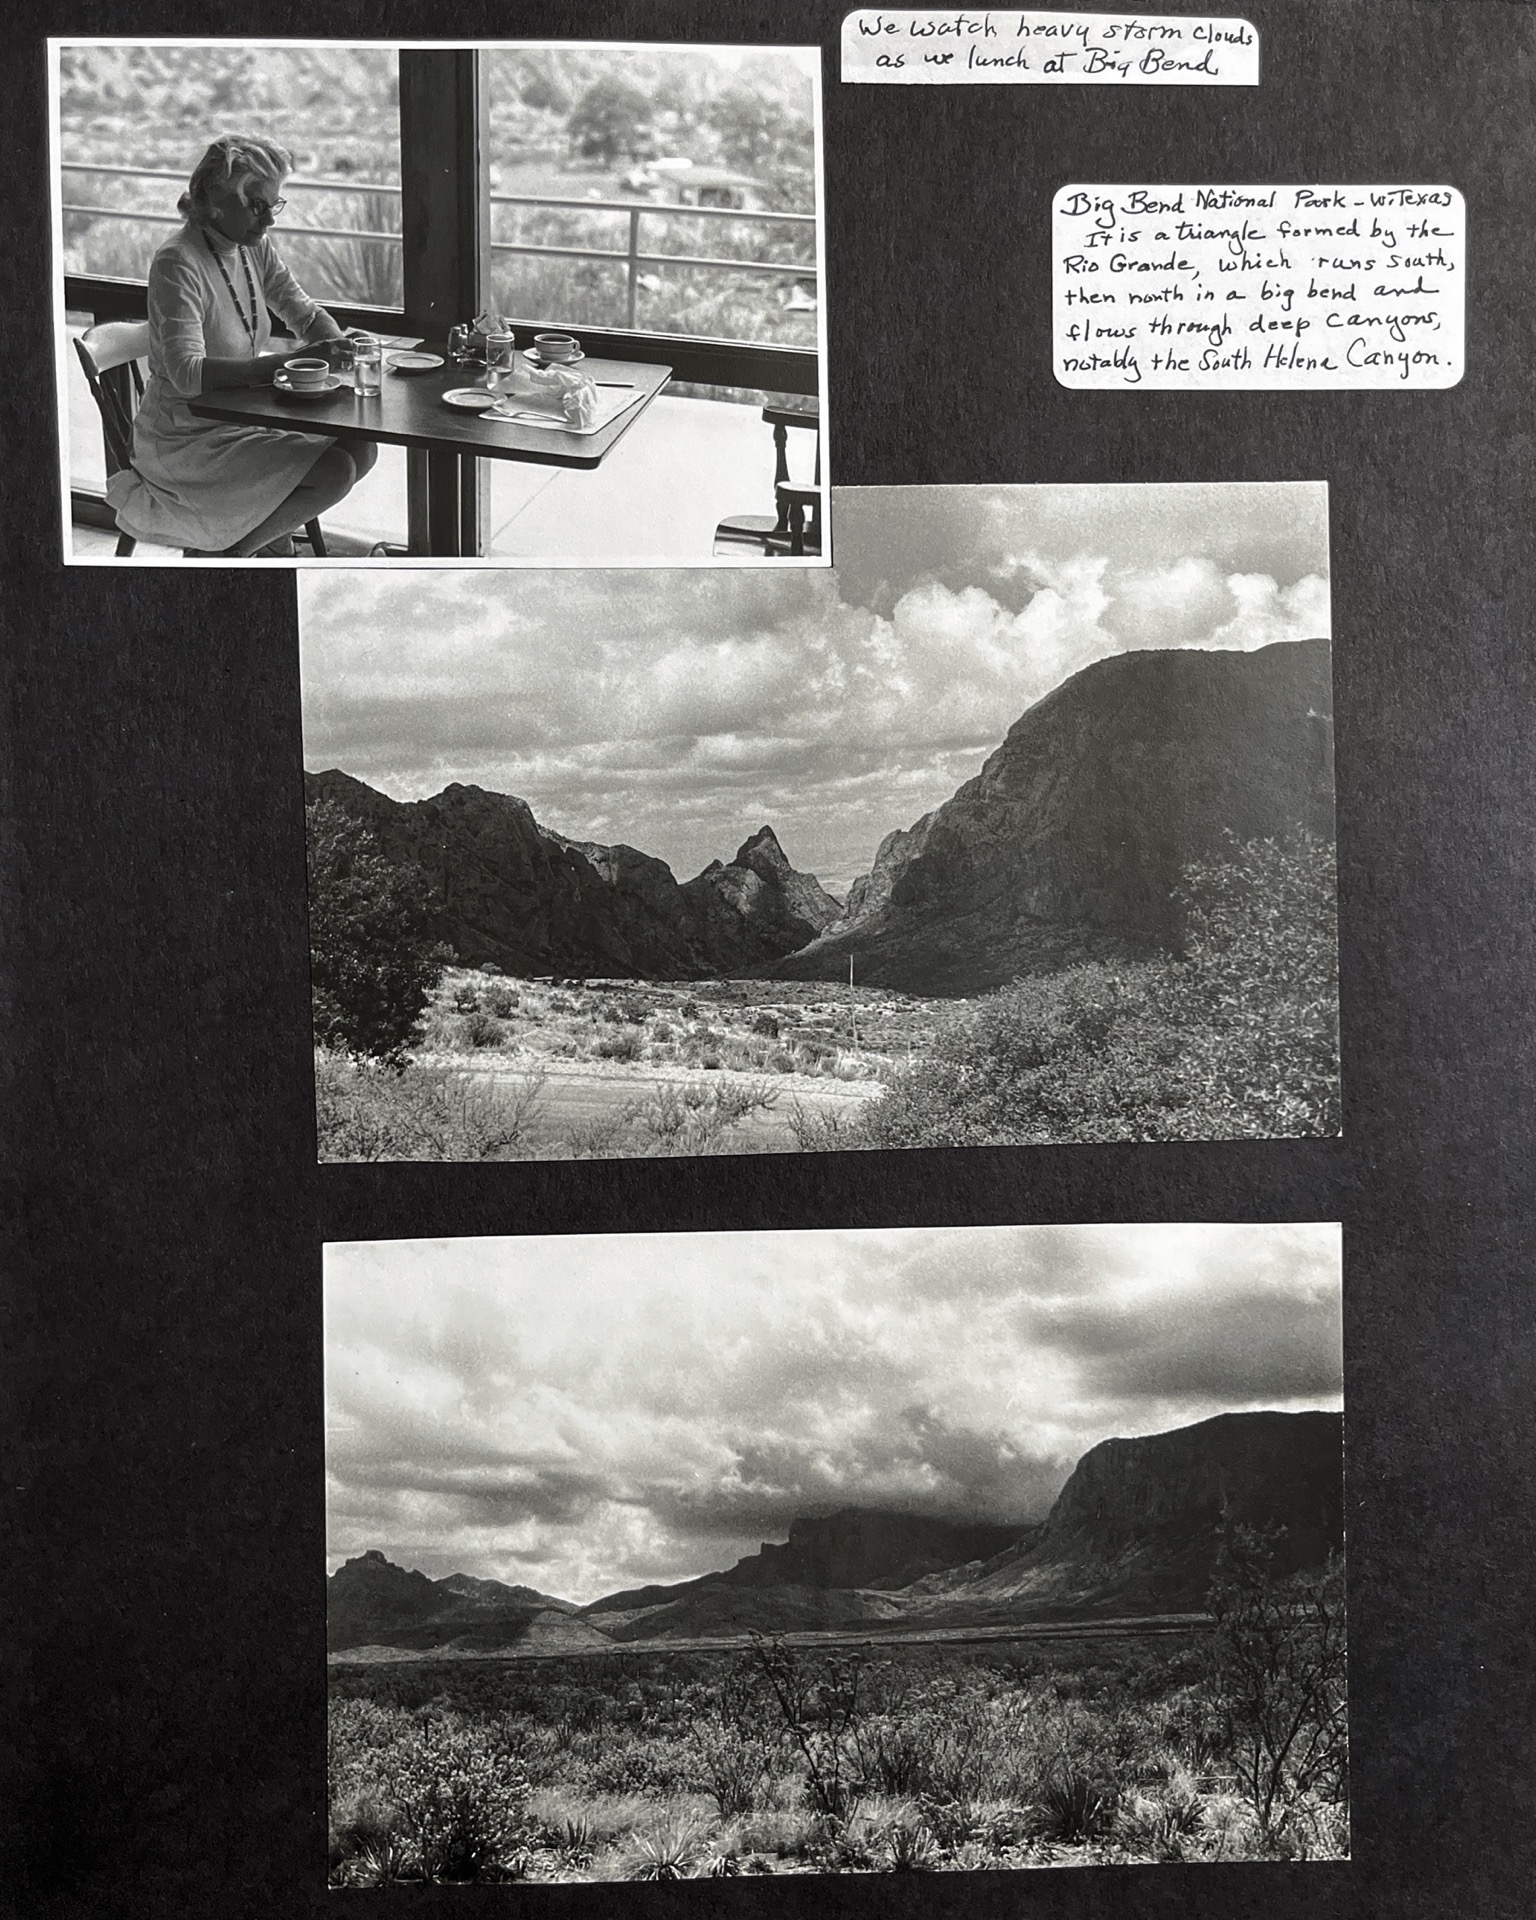 We watch heavy storm clouds
as we lunch at Big Bend
Big Bend National Park - W. Texas
It is a triangle formed by the
Rio Grande, which runs south,
then north in a big bend and
flows through deep canyons,
notably the South Helena Canyon.